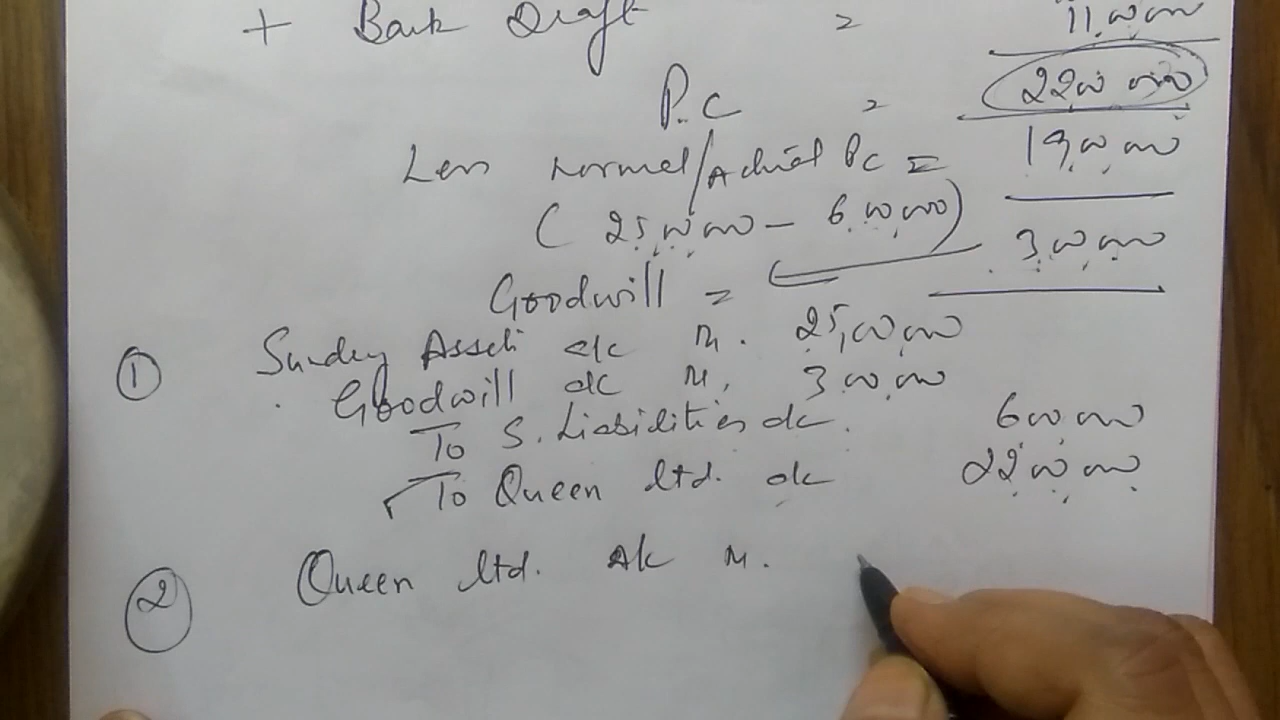 + Bank Draft = 11,00,000
P.C = 22,00,000
Less Normal/Actual PC = 19,00,000
( 25,00,000 - 6,00,000)
Goodwill = 3,00,000
① Sundry Assets a/c Dr. 25,00,000
Goodwill a/c Dr. 3,00,000
To S. Liabilities a/c. 6,00,000
To Queen ltd. a/c 22,00,000
② Queen ltd. A/c Dr.